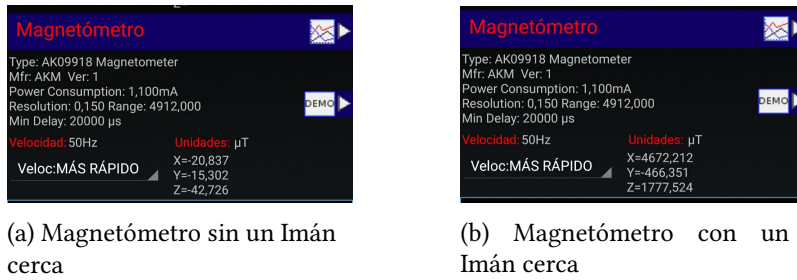 Magnetómetro
Type: AK09918 Magnetometer
Mfr: AKM Ver: 1
Power Consumption: 1,100mA
Resolution: 0,150 Range: 4912,000
DEMO
Min Delay: 20000 µs
Velocidad: 50Hz
Unidades: µT
Veloc:MÁS RÁPIDO
X=-20,837
Y=-15,302
Z=-42,726
(a) Magnetómetro sin un Imán
cerca
Magnetómetro
Type: AK09918 Magnetometer
Mfr: AKM Ver: 1
Power Consumption: 1,100mA
Resolution: 0,150 Range: 4912,000
DEMO
Min Delay: 20000 µs
Velocidad: 50Hz
Unidades: µT
Veloc:MÁS RÁPIDO
X=4672,212
Y=-466,351
Z=1777,524
(b) Magnetómetro con un
Imán cerca